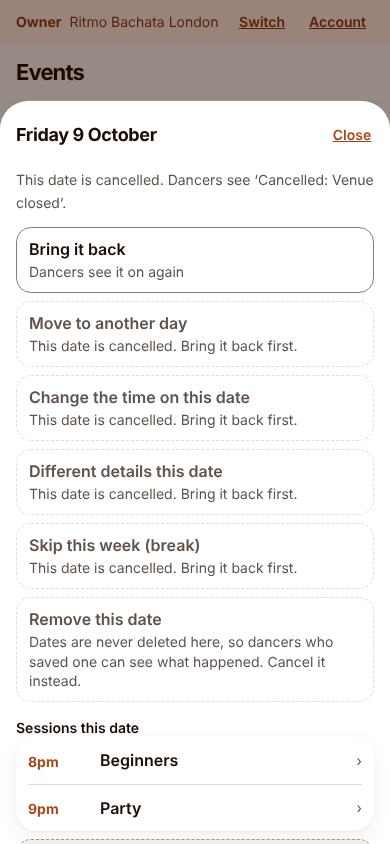 Owner Ritmo Bachata London Switch Account
Events
Friday 9 October Close
This date is cancelled. Dancers see ‘Cancelled: Venue
closed’.
Bring it back
Dancers see it on again
Move to another day
This date is cancelled. Bring it back first.
Change the time on this date
This date is cancelled. Bring it back first.
Different details this date
This date is cancelled. Bring it back first.
Skip this week (break)
This date is cancelled. Bring it back first.
Remove this date
Dates are never deleted here, so dancers who
saved one can see what happened. Cancel it
instead.
Sessions this date
8pm Beginners ›
9pm Party ›